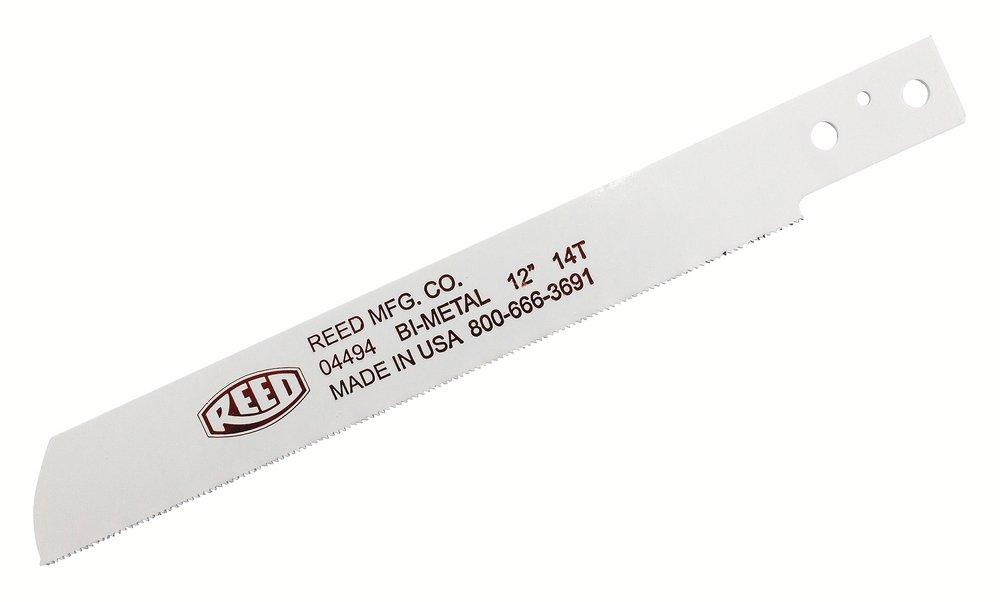 REED
REED MFG. CO.
04494 BI-METAL 12" 14T
MADE IN USA 800-666-3691